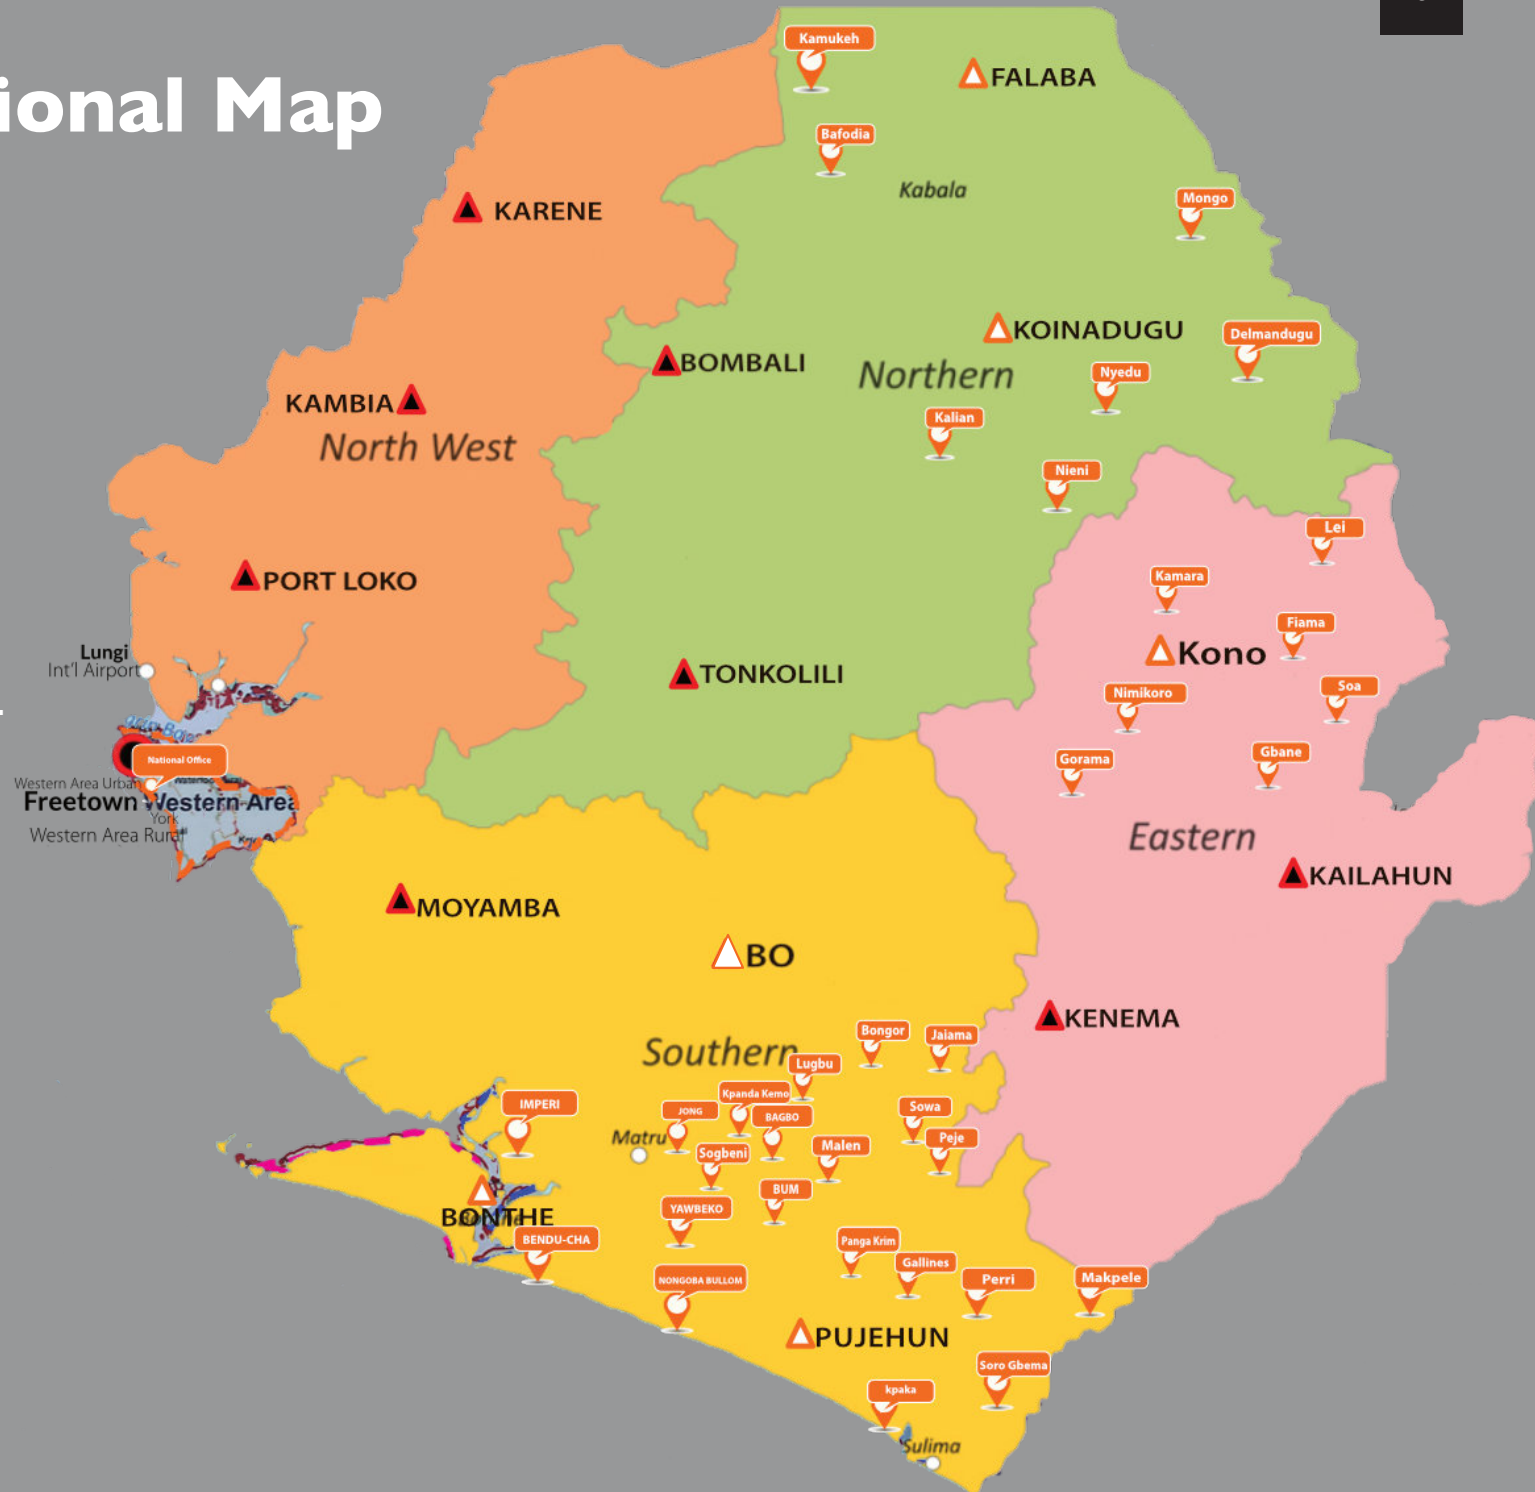 ional Map
Kamukeh
FALABA
Bafodia
Kabala
Mongo
KARENE
KOINADUGU
Delmandugu
BOMBALI
Northern
Nyedu
KAMBIA
Kalian
North West
Nieni
Lei
PORT LOKO
Kamara
Fiama
Lungi
Int'l Airport
Kono
TONKOLILI
Nimikoro
Soa
National Office
Gorama
Gbane
Western Area Urban
Freetown
Western Area
York
Western Area Rural
Eastern
KAILAHUN
MOYAMBA
BO
KENEMA
Bongor
Jaiama
Southern
Lugbu
Kpanda Kemo
IMPERI
JONG
BAGBO
Sowa
Matru
Malen
Peje
Sogbeni
BUM
YAWBEKO
BONTHE
BENDU-CHA
Panga Krim
Gallines
NONGOBA BULLOM
Perri
Makpele
PUJEHUN
Soro Gbema
kpaka
Sulima